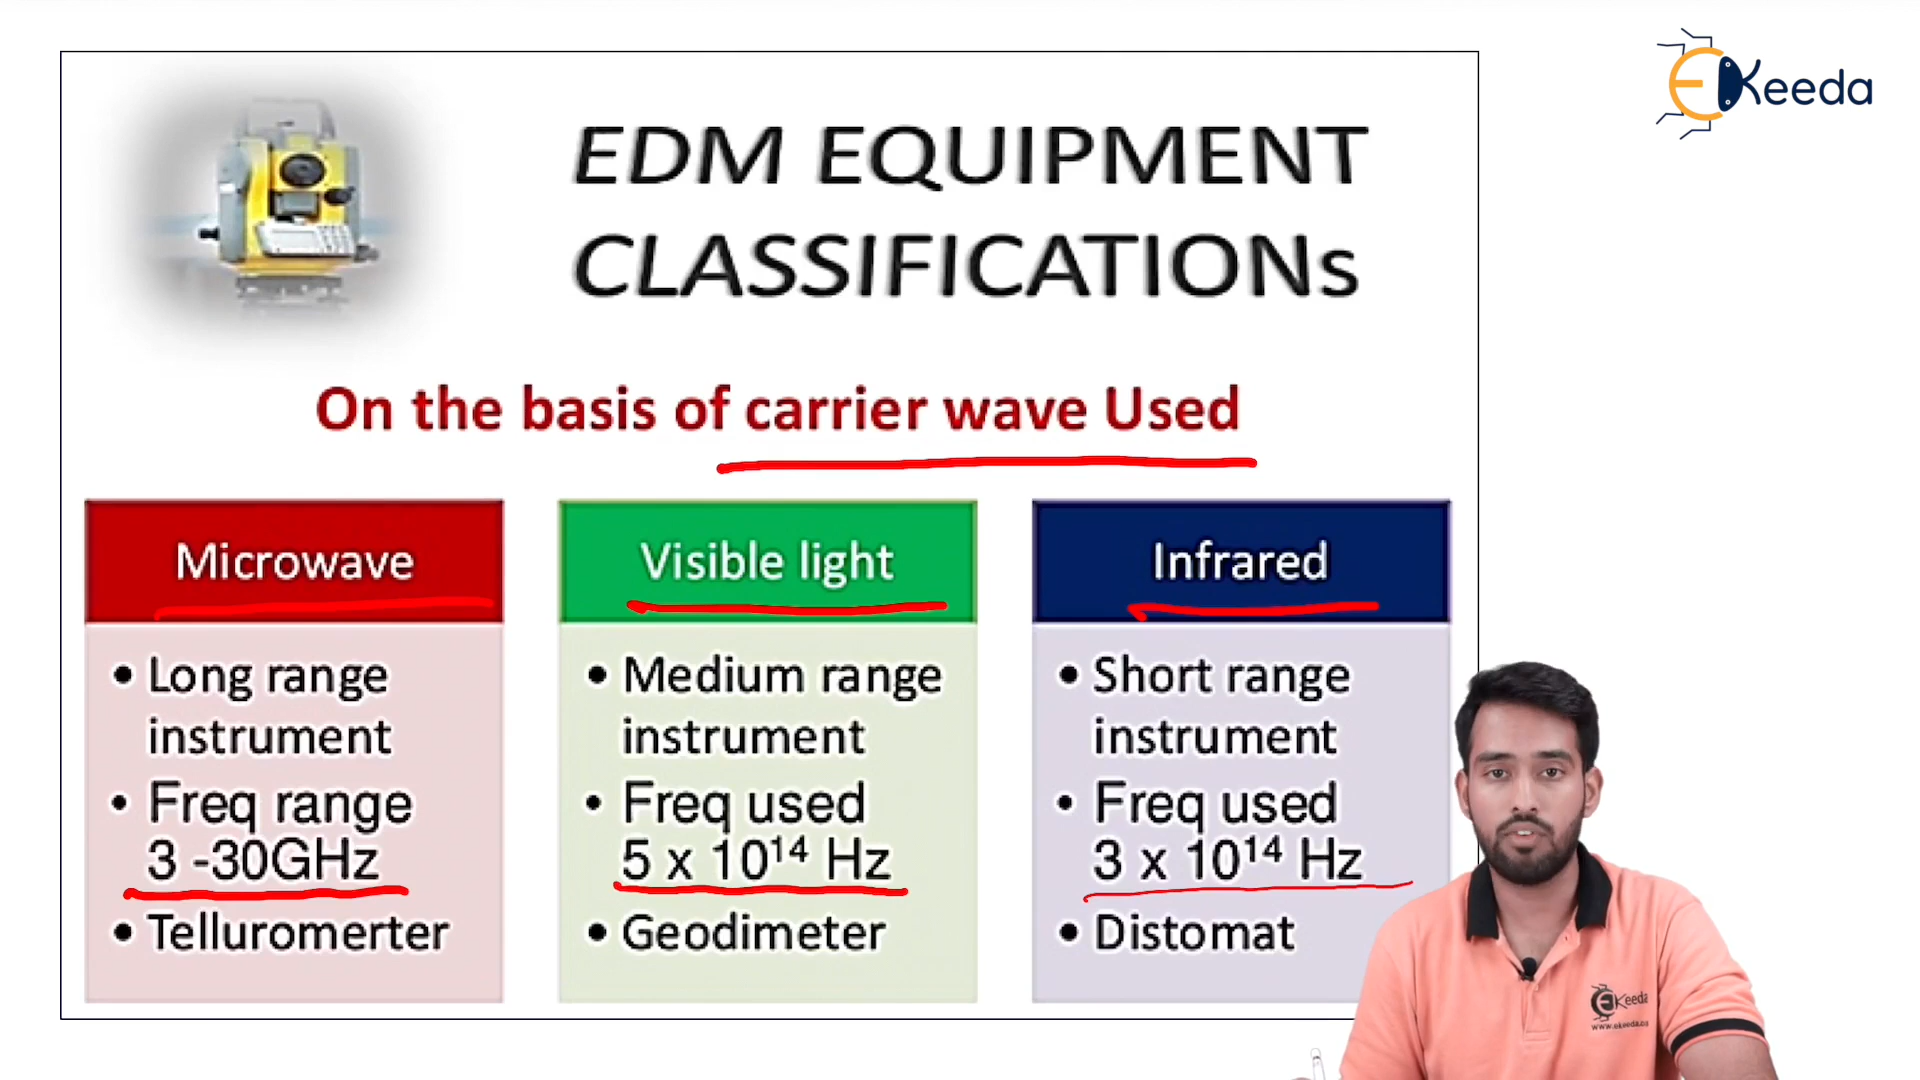 EKeeda
EDM EQUIPMENT
CLASSIFICATIONs
On the basis of carrier wave Used
Microwave
• Long range
instrument
• Freq range
3 -30GHz
• Telluromerter
Visible light
• Medium range
instrument
• Freq used
5 x 10¹⁴ Hz
• Geodimeter
Infrared
• Short range
instrument
• Freq used
3 x 10¹⁴ Hz
• Distomat
EKeeda